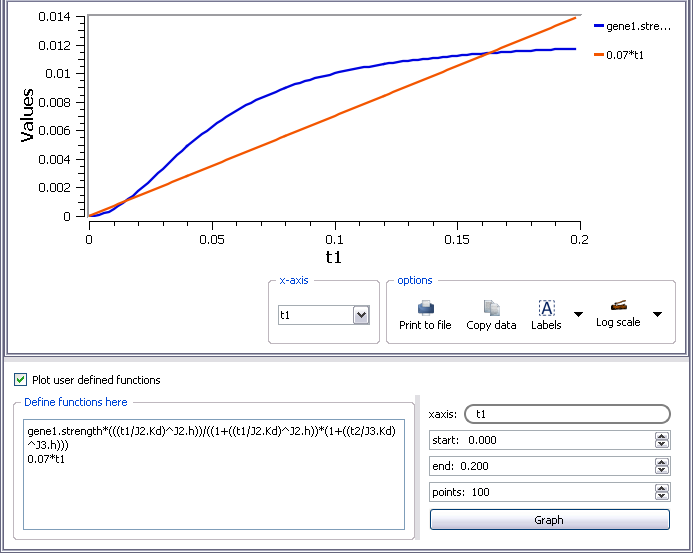 0.014
0.012
0.01
0.008
0.006
0.004
0.002
0
Values
0
0.05
0.1
0.15
0.2
t1
gene1.stre...
0.07*t1
x-axis
t1
options
Print to file
Copy data
Labels
Log scale
Plot user defined functions
Define functions here
gene1.strength*(((t1/J2.Kd)^J2.h))/((1+((t1/J2.Kd)^J2.h))*(1+((t2/J3.Kd)
^J3.h)))
0.07*t1
xaxis: t1
start: 0.000
end: 0.200
points: 100
Graph